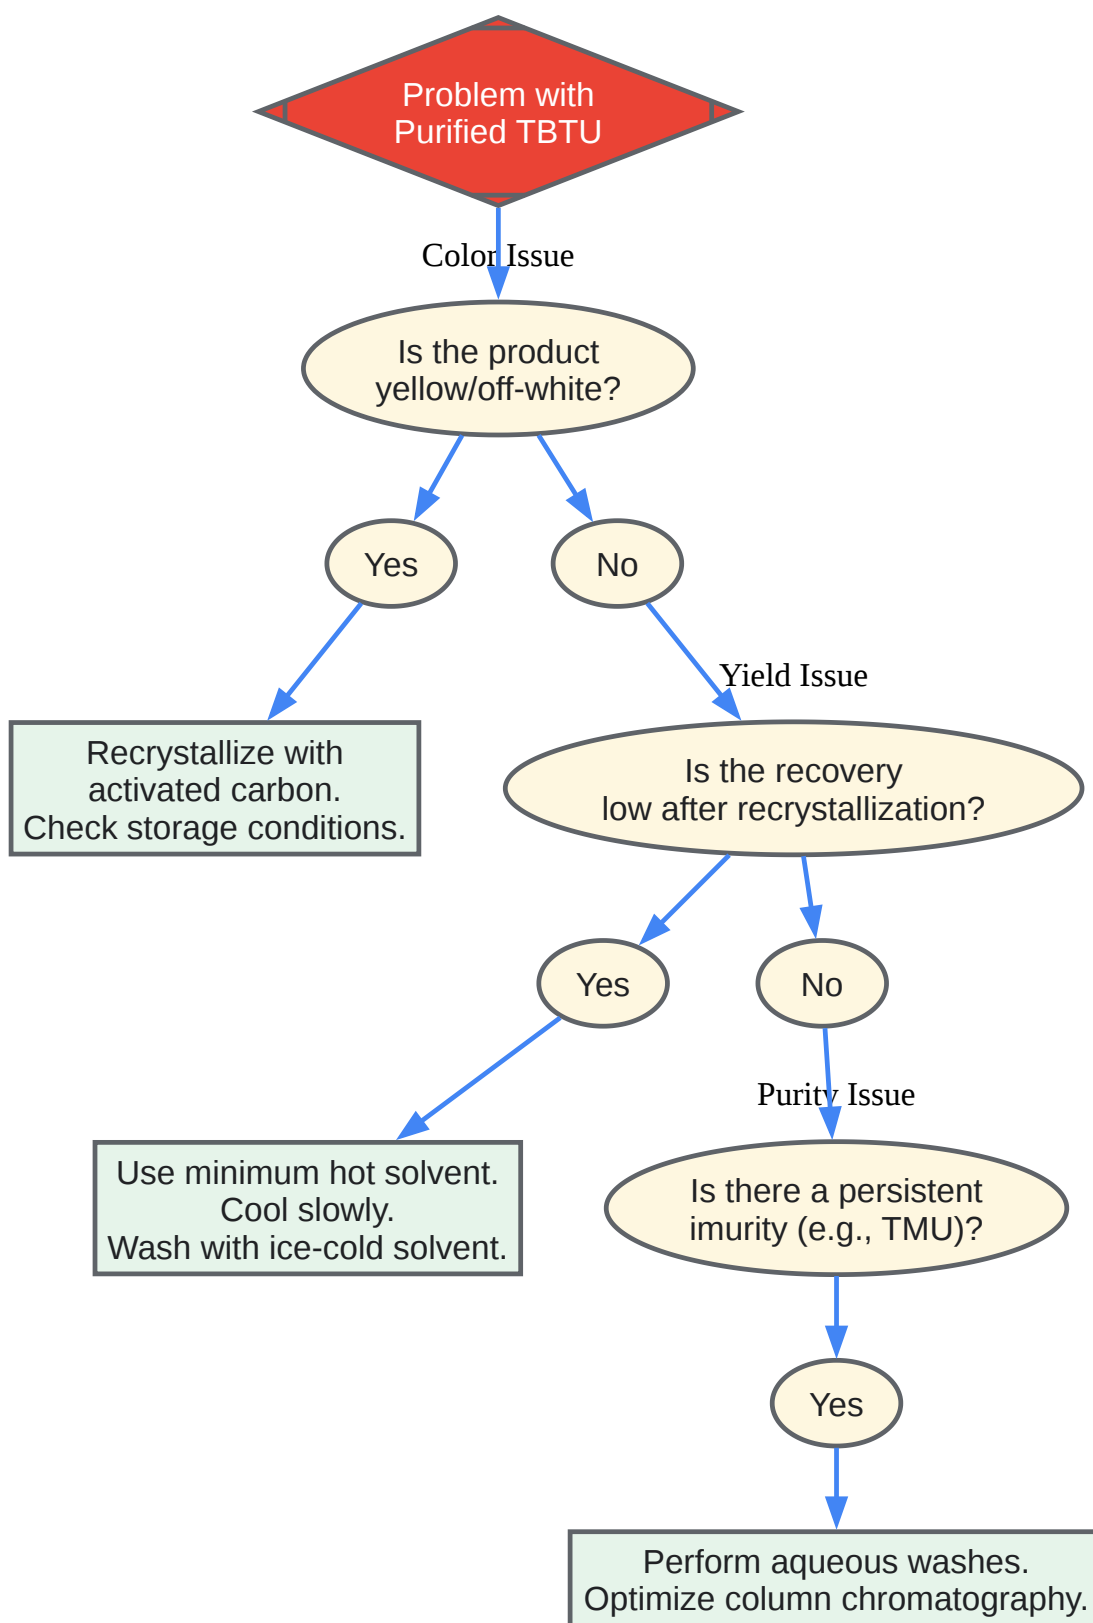 Problem with
Purified TBTU
Color Issue
Is the product
yellow/off-white?
Yes
No
Yield Issue
Recrystallize with
activated carbon.
Check storage conditions.
Is the recovery
low after recrystallization?
Yes
No
Purity Issue
Use minimum hot solvent.
Cool slowly.
Wash with ice-cold solvent.
Is there a persistent
imurity (e.g., TMU)?
Yes
Perform aqueous washes.
Optimize column chromatography.